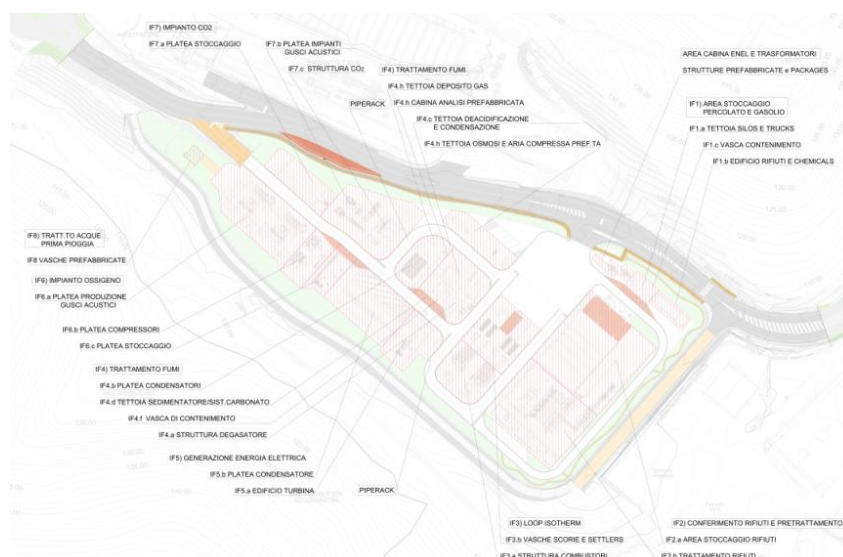 IF7) IMPIANTO CO2
IF7.a PLATEA STOCCAGGIO
IF7.b PLATEA IMPIANTI
GUSCI ACUSTICI
IF7.c STRUTTURA CO2
PIPERACK
IF4) TRATTAMENTO FUMI
IF4.h TETTOIA DEPOSITO GAS
IF4.h CABINA ANALISI PREFABBRICATA
IF4.c TETTOIA DEACIDIFICAZIONE
E CONDENSAZIONE
IF4.h TETTOIA OSMOSI E ARIA COMPRESSA PREF.TA
AREA CABINA ENEL E TRASFORMATORI
STRUTTURE PREFABBRICATE e PACKAGES
IF1) AREA STOCCAGGIO
PERCOLATO E GASOLIO
IF1.a TETTOIA SILOS E TRUCKS
IF1.c VASCA CONTENIMENTO
IF1.b EDIFICIO RIFIUTI E CHEMICALS
IF8) TRATT.TO ACQUE
PRIMA PIOGGIA
IF8 VASCHE PREFABBRICATE
IF6) IMPIANTO OSSIGENO
IF6.a PLATEA PRODUZIONE
GUSCI ACUSTICI
IF6.b PLATEA COMPRESSORI
IF6.c PLATEA STOCCAGGIO
IF4) TRATTAMENTO FUMI
IF4.b PLATEA CONDENSATORI
IF4.d TETTOIA SEDIMENTATORE/SIST.CARBONATO
IF4.f VASCA DI CONTENIMENTO
IF4.a STRUTTURA DEGASATORE
IF5) GENERAZIONE ENERGIA ELETTRICA
IF5.b PLATEA CONDENSATORE
IF5.a EDIFICIO TURBINA
PIPERACK
IF3) LOOP ISOTHERM
IF3.b VASCHE SCORIE E SETTLERS
IF3.a STRUTTURA COMBUSTORI
IF2) CONFERIMENTO RIFIUTI E PRETRATTAMENTO
IF2.a AREA STOCCAGGIO RIFIUTI
IF2.b TRATTAMENTO RIFIUTI